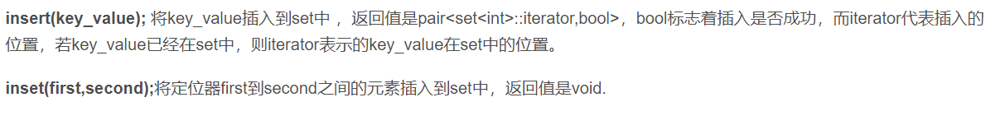 insert(key_value); 将key_value插入到set中 ，返回值是pair<set<int>::iterator,bool>，bool标志着插入是否成功，而iterator代表插入的
位置，若key_value已经在set中，则iterator表示的key_value在set中的位置。
inset(first,second);将定位器first到second之间的元素插入到set中，返回值是void.